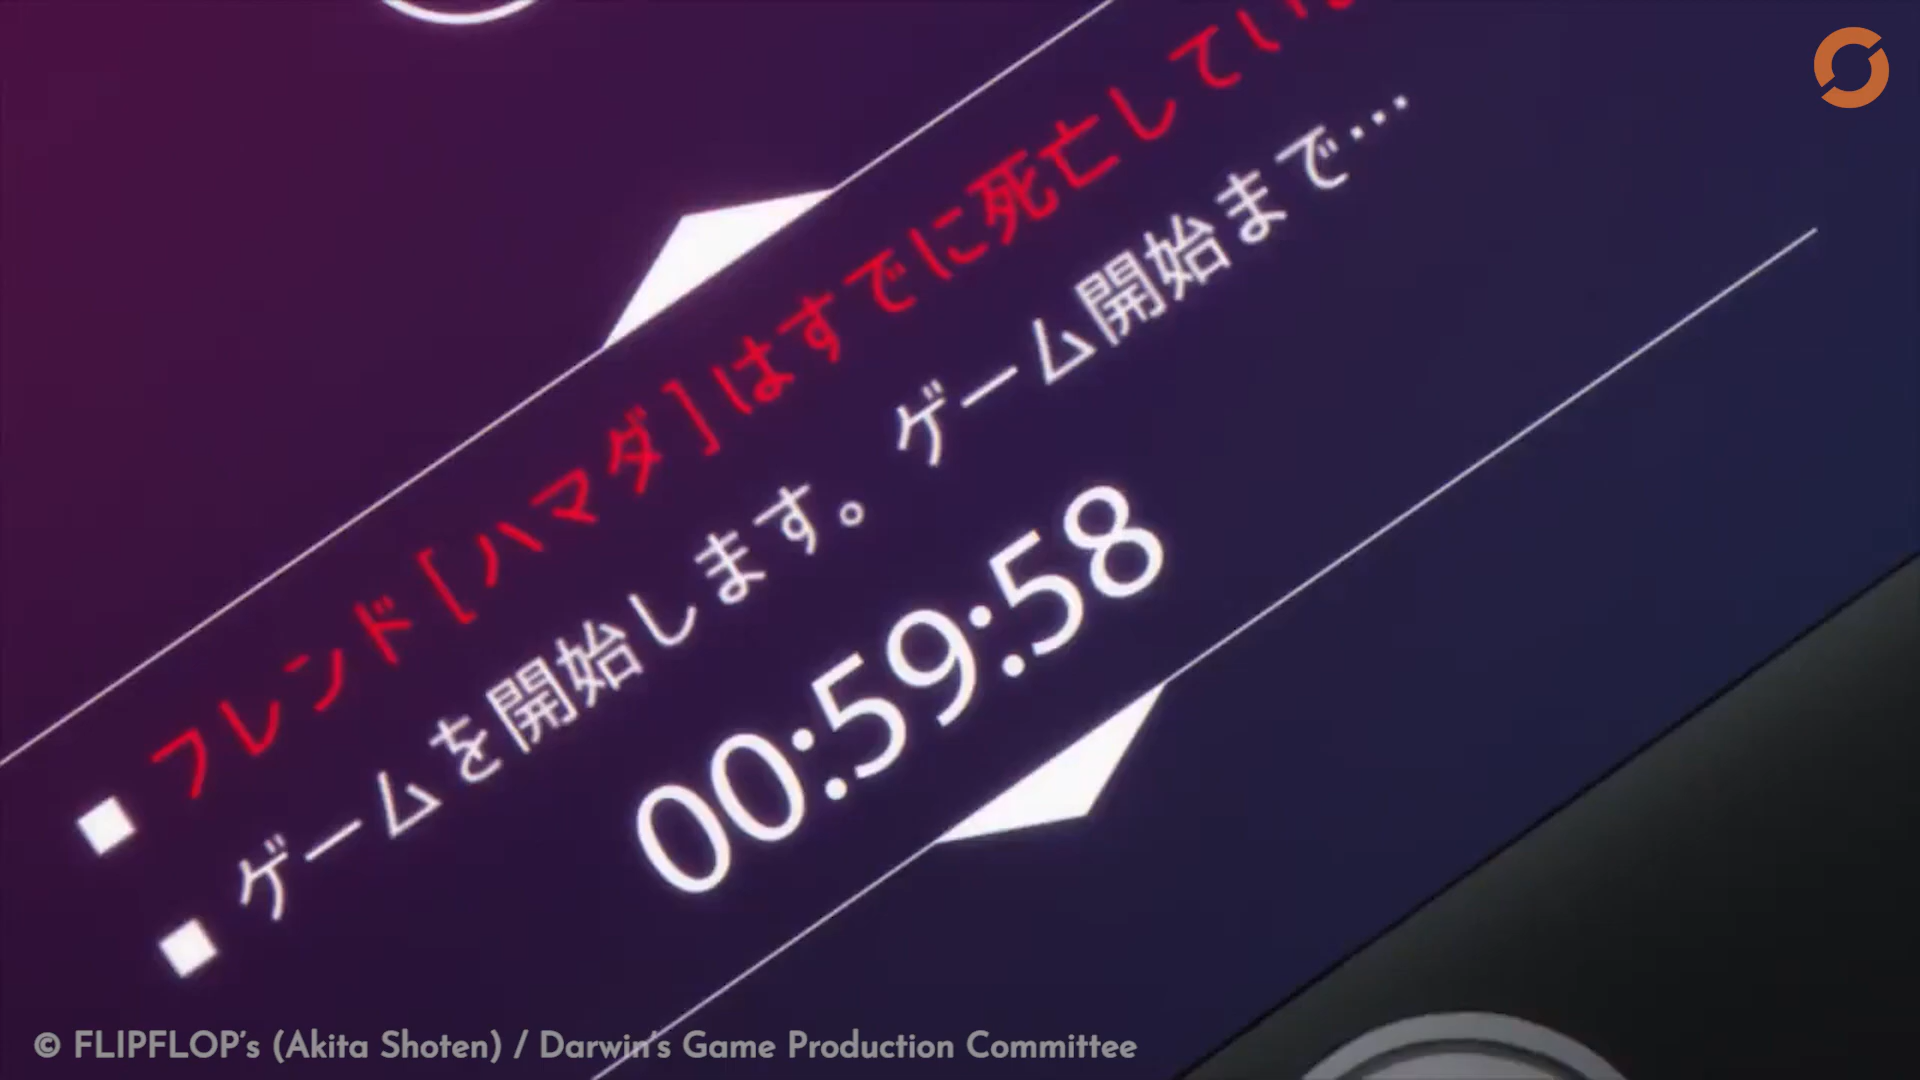 フレンド[ハマダ]はすでに死亡してい
ゲームを開始します。ゲーム開始まで…
00:59:58
© FLIPFLOP's (Akita Shoten) / Darwin's Game Production Committee